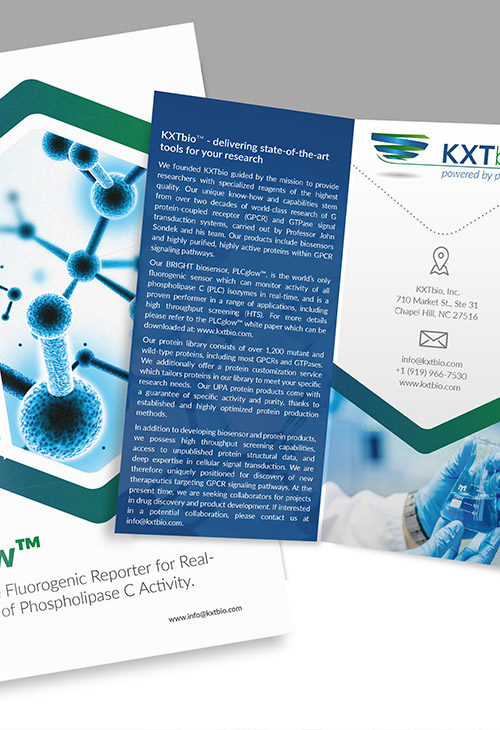 KXTbio™ - delivering state-of-the-art
tools for your research
We founded KXTbio guided by the mission to provide
researchers with specialized reagents of the highest
quality. Our unique know-how and capabilities stem
from over two decades of world-class research of G
protein-coupled receptor (GPCR) and GTPase signal
transduction systems, carried out by Professor John
Sondek and his team. Our products include biosensors
and highly purified, highly active proteins within GPCR
signaling pathways.
Our BRIGHT biosensor, PLCglow™, is the world's only
fluorogenic sensor which can monitor activity of all
phospholipase C (PLC) isozymes in real-time, and is a
proven performer in a range of applications, including
high throughput screening (HTS). For more details
please refer to the PLCglow™ white paper which can be
downloaded at: www.kxtbio.com.
Our protein library consists of over 1,200 mutant and
wild-type proteins, including most GPCRs and GTPases.
We additionally offer a protein customization service
which tailors proteins in our library to meet your specific
research needs. Our UPA protein products come with
a guarantee of specific activity and purity, thanks to
established and highly optimized protein production
methods.
In addition to developing biosensor and protein products,
we possess high throughput screening capabilities,
access to unpublished protein structural data, and
deep expertise in cellular signal transduction. We are
therefore uniquely positioned for discovery of new
therapeutics targeting GPCR signaling pathways. At the
present time, we are seeking collaborators for projects
in drug discovery and product development. If interested
in a potential collaboration, please contact us at
info@kxtbio.com.
KXTb
powered by p
KXTbio, Inc.
710 Market St., Ste 31
Chapel Hill, NC 27516
info@kxtbio.com
+1 (919) 966-7530
www.kxtbio.com
w™
Fluorogenic Reporter for Real-
of Phospholipase C Activity.
www.info@kxtbio.com